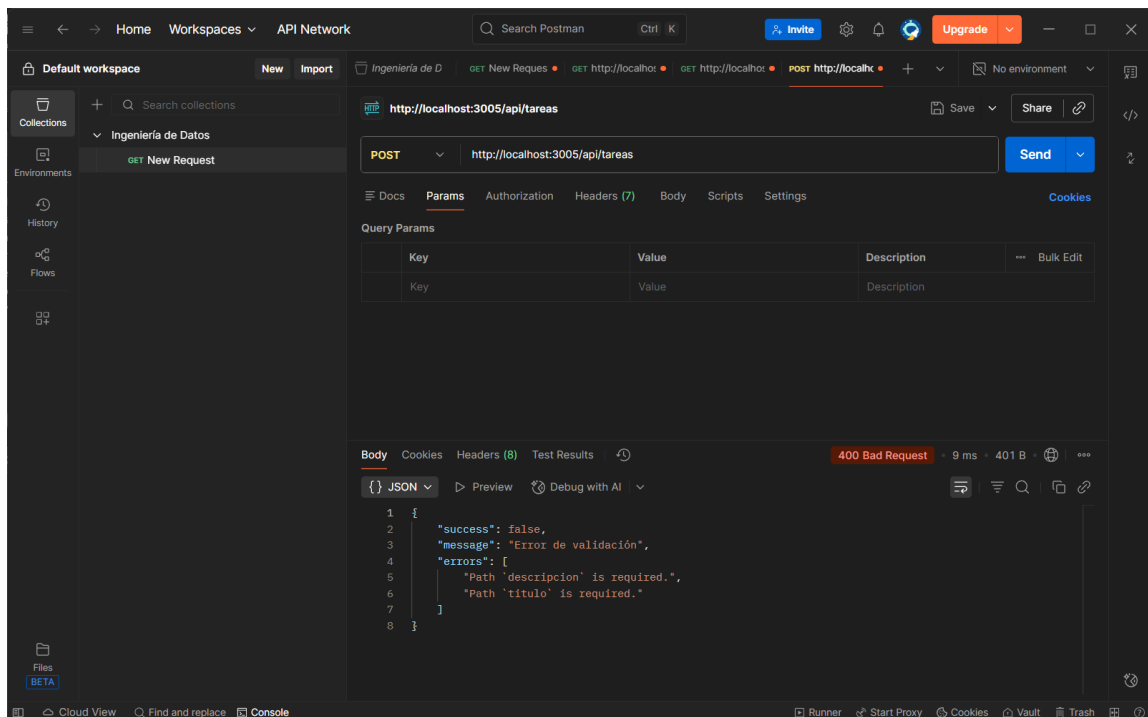 Home Workspaces API Network Search Postman Ctrl K Invite Upgrade
Default workspace New Import Ingeniería de D GET New Reques GET http://localhos GET http://localhos POST http://localhc No environment
Collections
Environments
History
Flows
Files
BETA
Search collections
Ingeniería de Datos
GET New Request
HTTP http://localhost:3005/api/tareas Save Share
POST http://localhost:3005/api/tareas Send
Docs Params Authorization Headers (7) Body Scripts Settings Cookies
Query Params
Key Value Description Bulk Edit
Key Value Description
Body Cookies Headers (8) Test Results 400 Bad Request 9 ms 401 B
{} JSON Preview Debug with AI
1 {
2 "success": false,
3 "message": "Error de validación",
4 "errors": [
5 "Path `descripcion` is required.",
6 "Path `titulo` is required."
7 ]
8 }
Cloud View Find and replace Console Runner Start Proxy Cookies Vault Trash